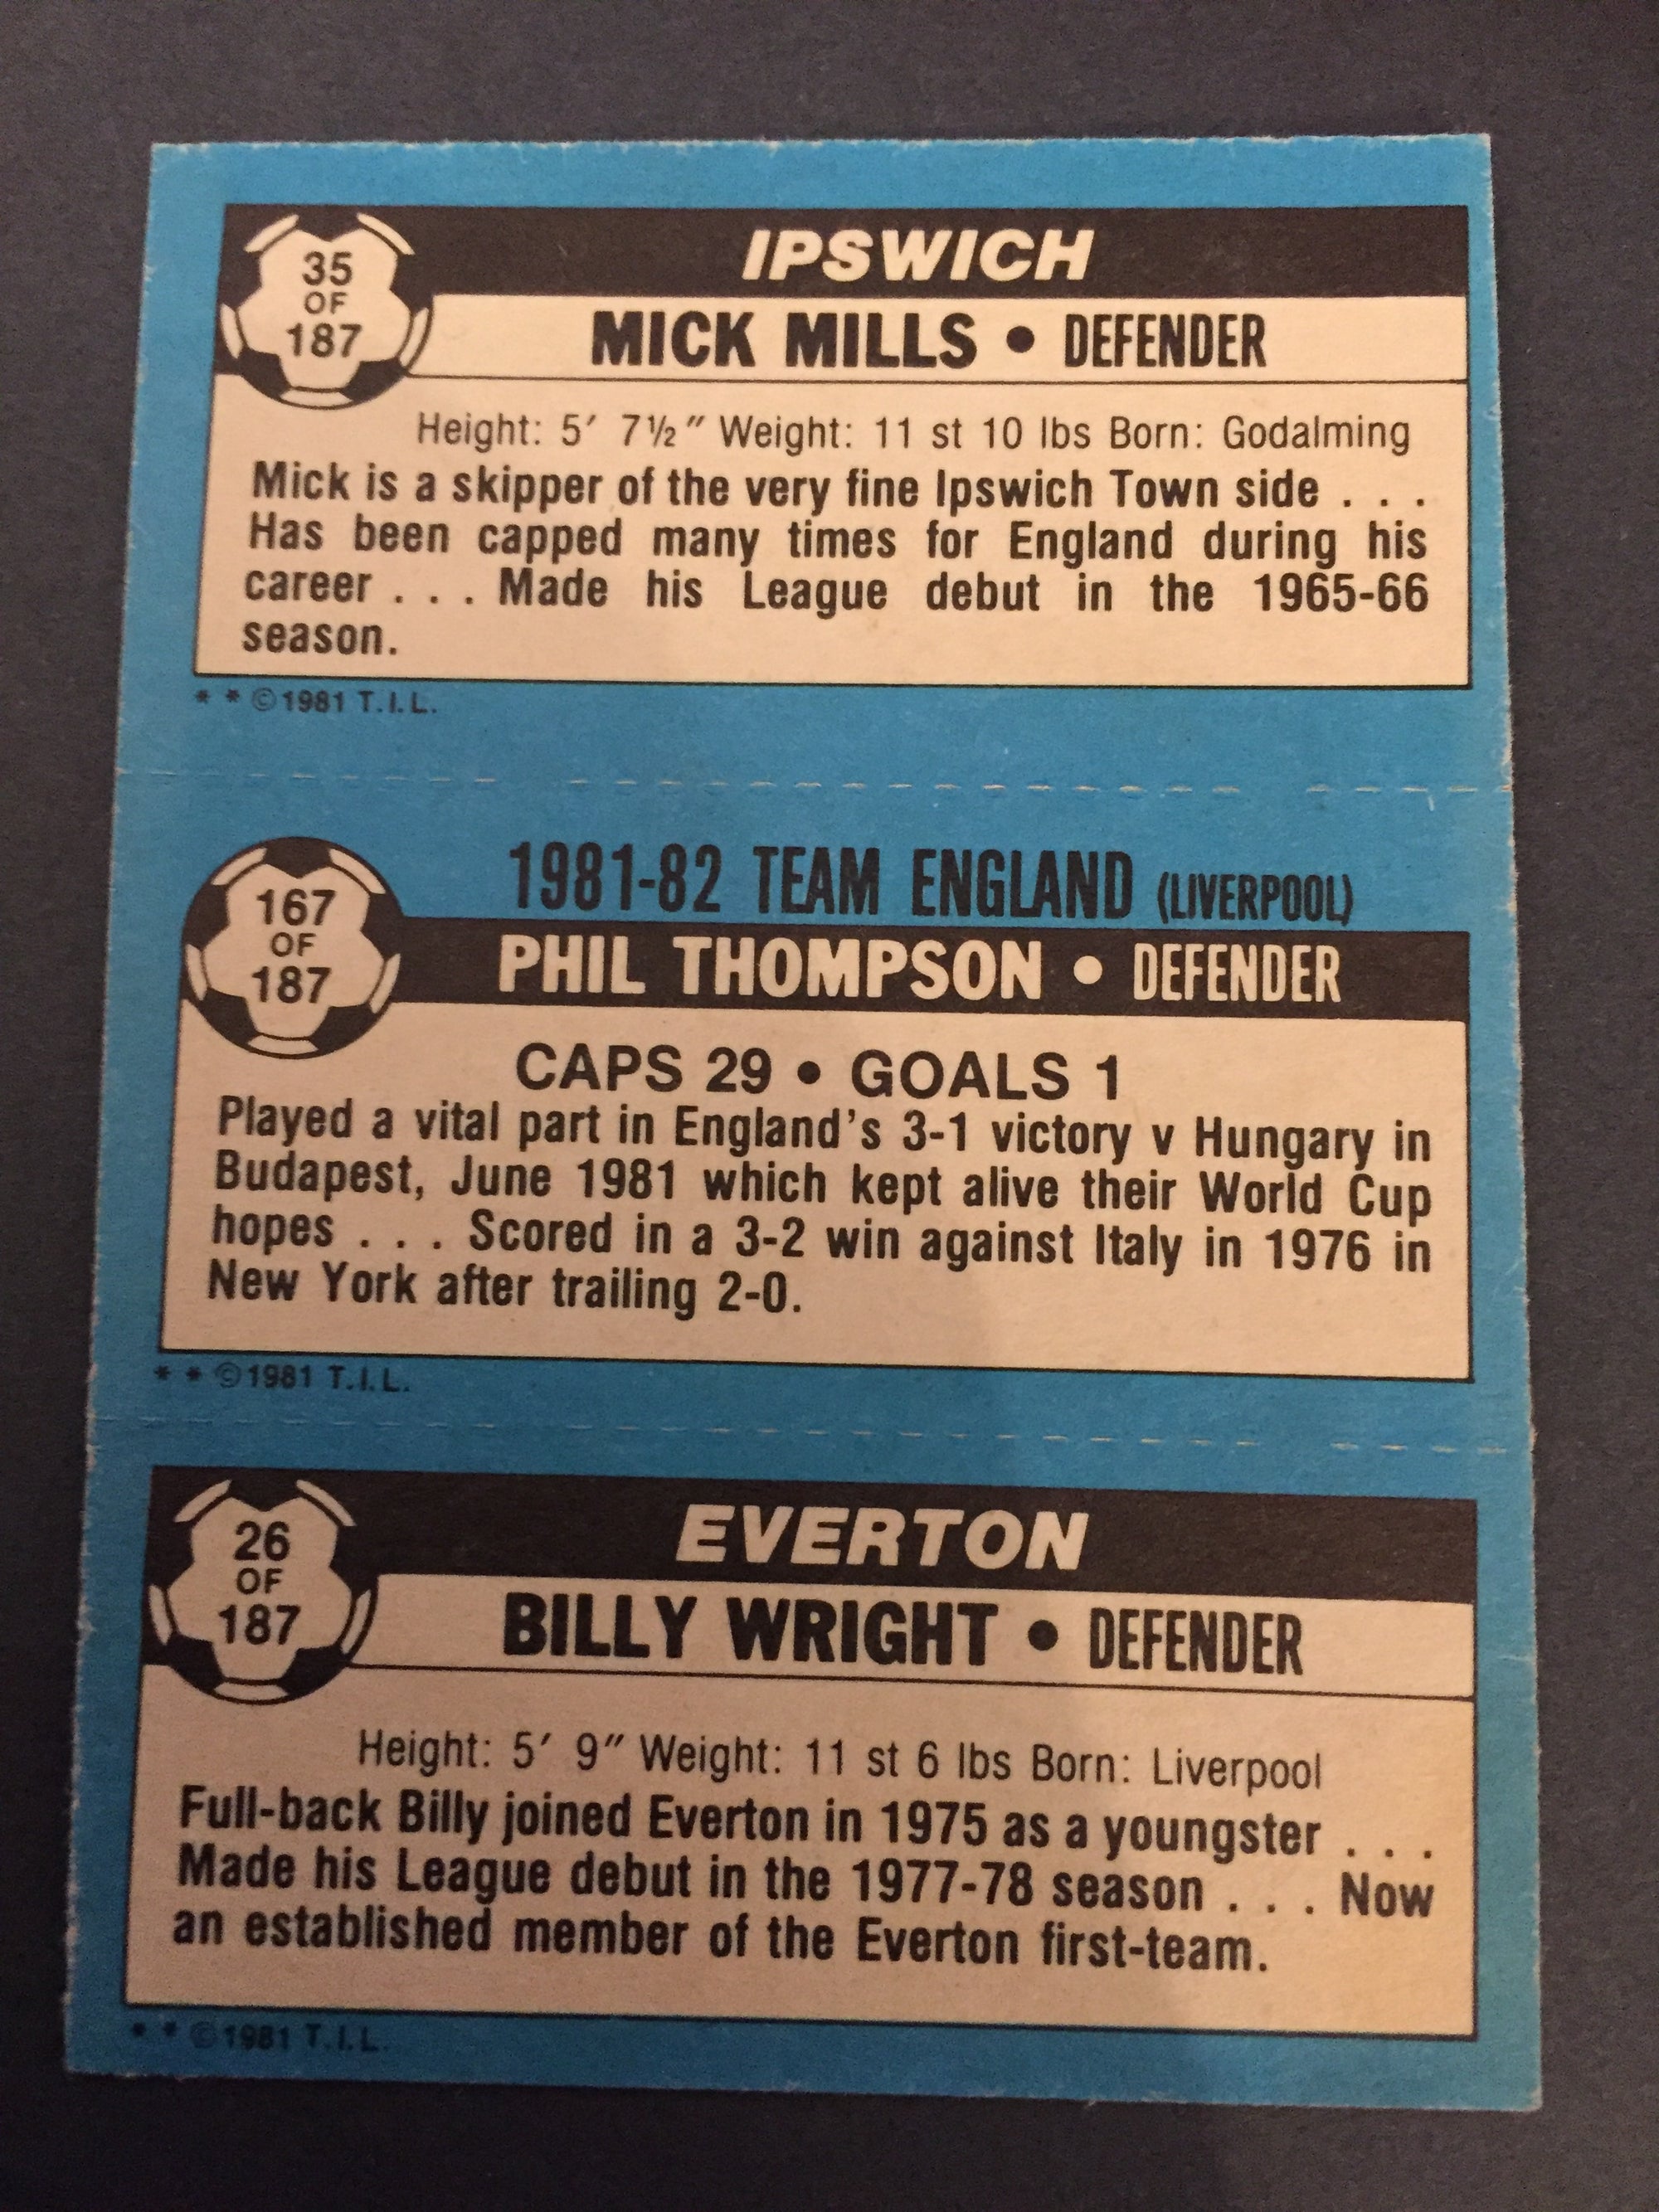 35
OF
187
IPSWICH
MICK MILLS • DEFENDER
Height: 5′ 7½″ Weight: 11 st 10 lbs Born: Godalming
Mick is a skipper of the very fine Ipswich Town side . . .
Has been capped many times for England during his
career . . . Made his League debut in the 1965-66
season.
* * ©1981 T.I.L.
167
OF
187
1981-82 TEAM ENGLAND (LIVERPOOL)
PHIL THOMPSON • DEFENDER
CAPS 29 • GOALS 1
Played a vital part in England's 3-1 victory v Hungary in
Budapest, June 1981 which kept alive their World Cup
hopes . . . Scored in a 3-2 win against Italy in 1976 in
New York after trailing 2-0.
* * ©1981 T.I.L.
26
OF
187
EVERTON
BILLY WRIGHT • DEFENDER
Height: 5′ 9″ Weight: 11 st 6 lbs Born: Liverpool
Full-back Billy joined Everton in 1975 as a youngster . . .
Made his League debut in the 1977-78 season . . . Now
an established member of the Everton first-team.
* * ©1981 T.I.L.